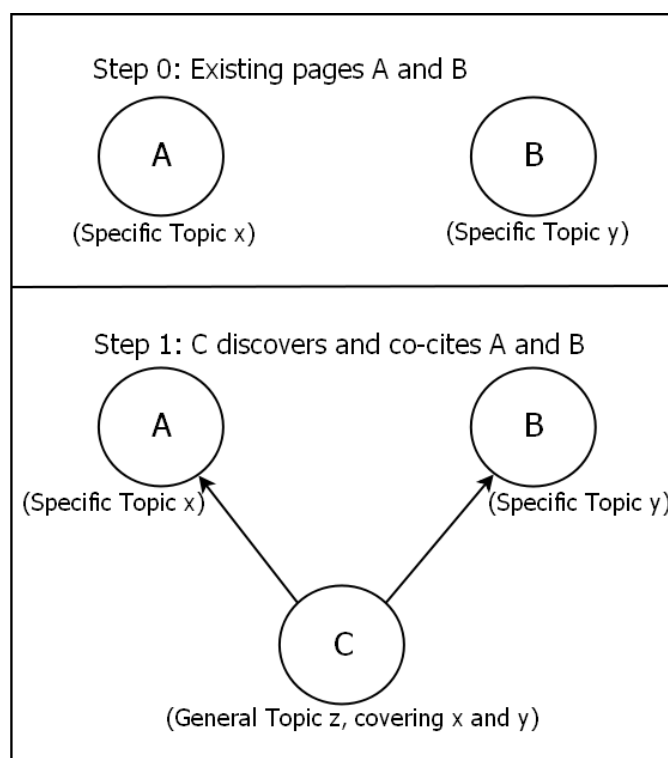 Step 0: Existing pages A and B
A
B
(Specific Topic x)
(Specific Topic y)
Step 1: C discovers and co-cites A and B
A
B
(Specific Topic x)
(Specific Topic y)
C
(General Topic z, covering x and y)